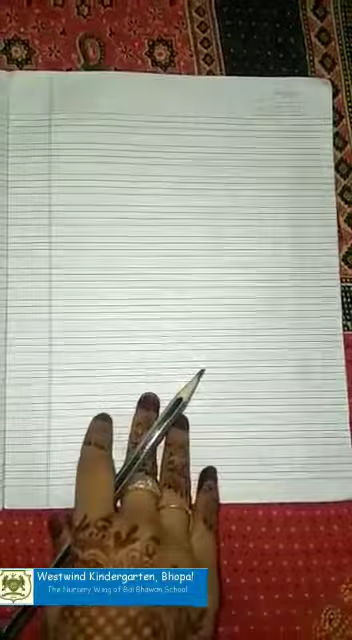 Westwind Kindergarten, Bhopal
The Nursery Wing of Bal Bhawan School